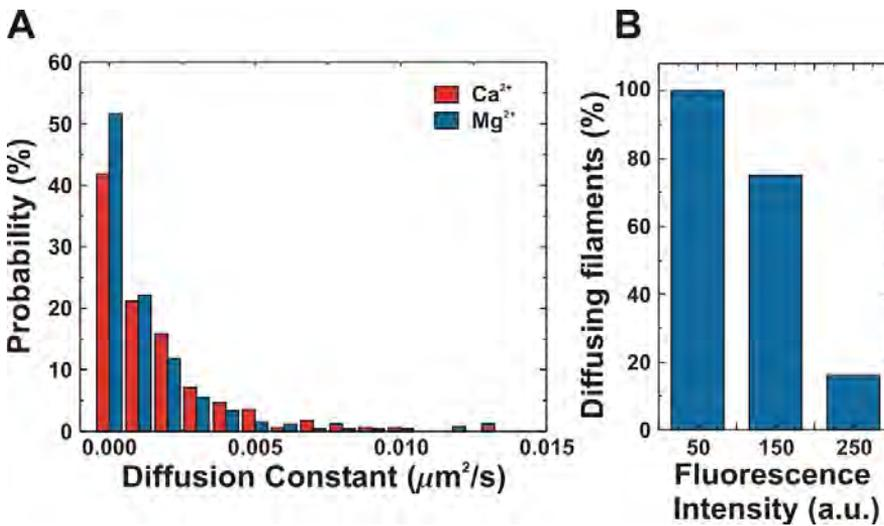 A
60
50
40
30
20
10
0
Probability (%)
Ca²⁺
Mg²⁺
0.000 0.005 0.010 0.015
Diffusion Constant (μm²/s)
B
100
80
60
40
20
0
Diffusing filaments (%)
50 150 250
Fluorescence
Intensity (a.u.)